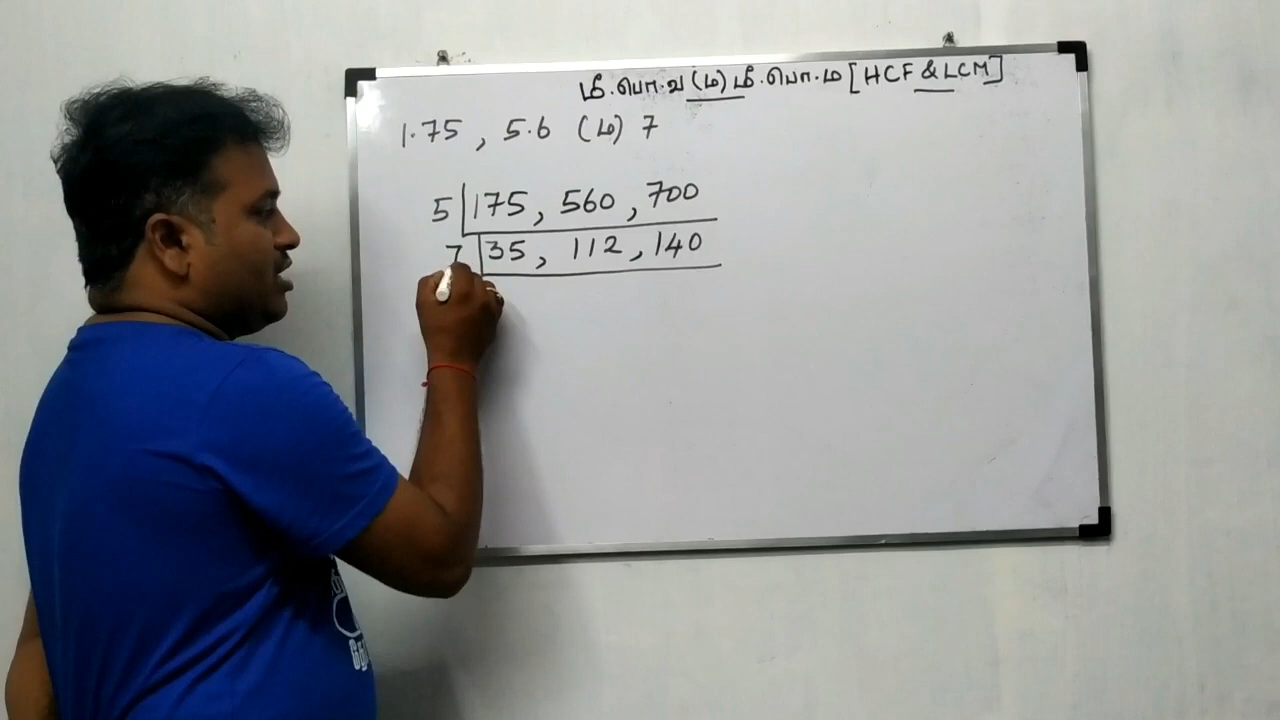 மீ.பொ.வ (ம) மீ.பொ.ம [HCF & LCM]
1.75 , 5.6 (ம) 7
5 175 , 560 , 700
7 35 , 112 , 140